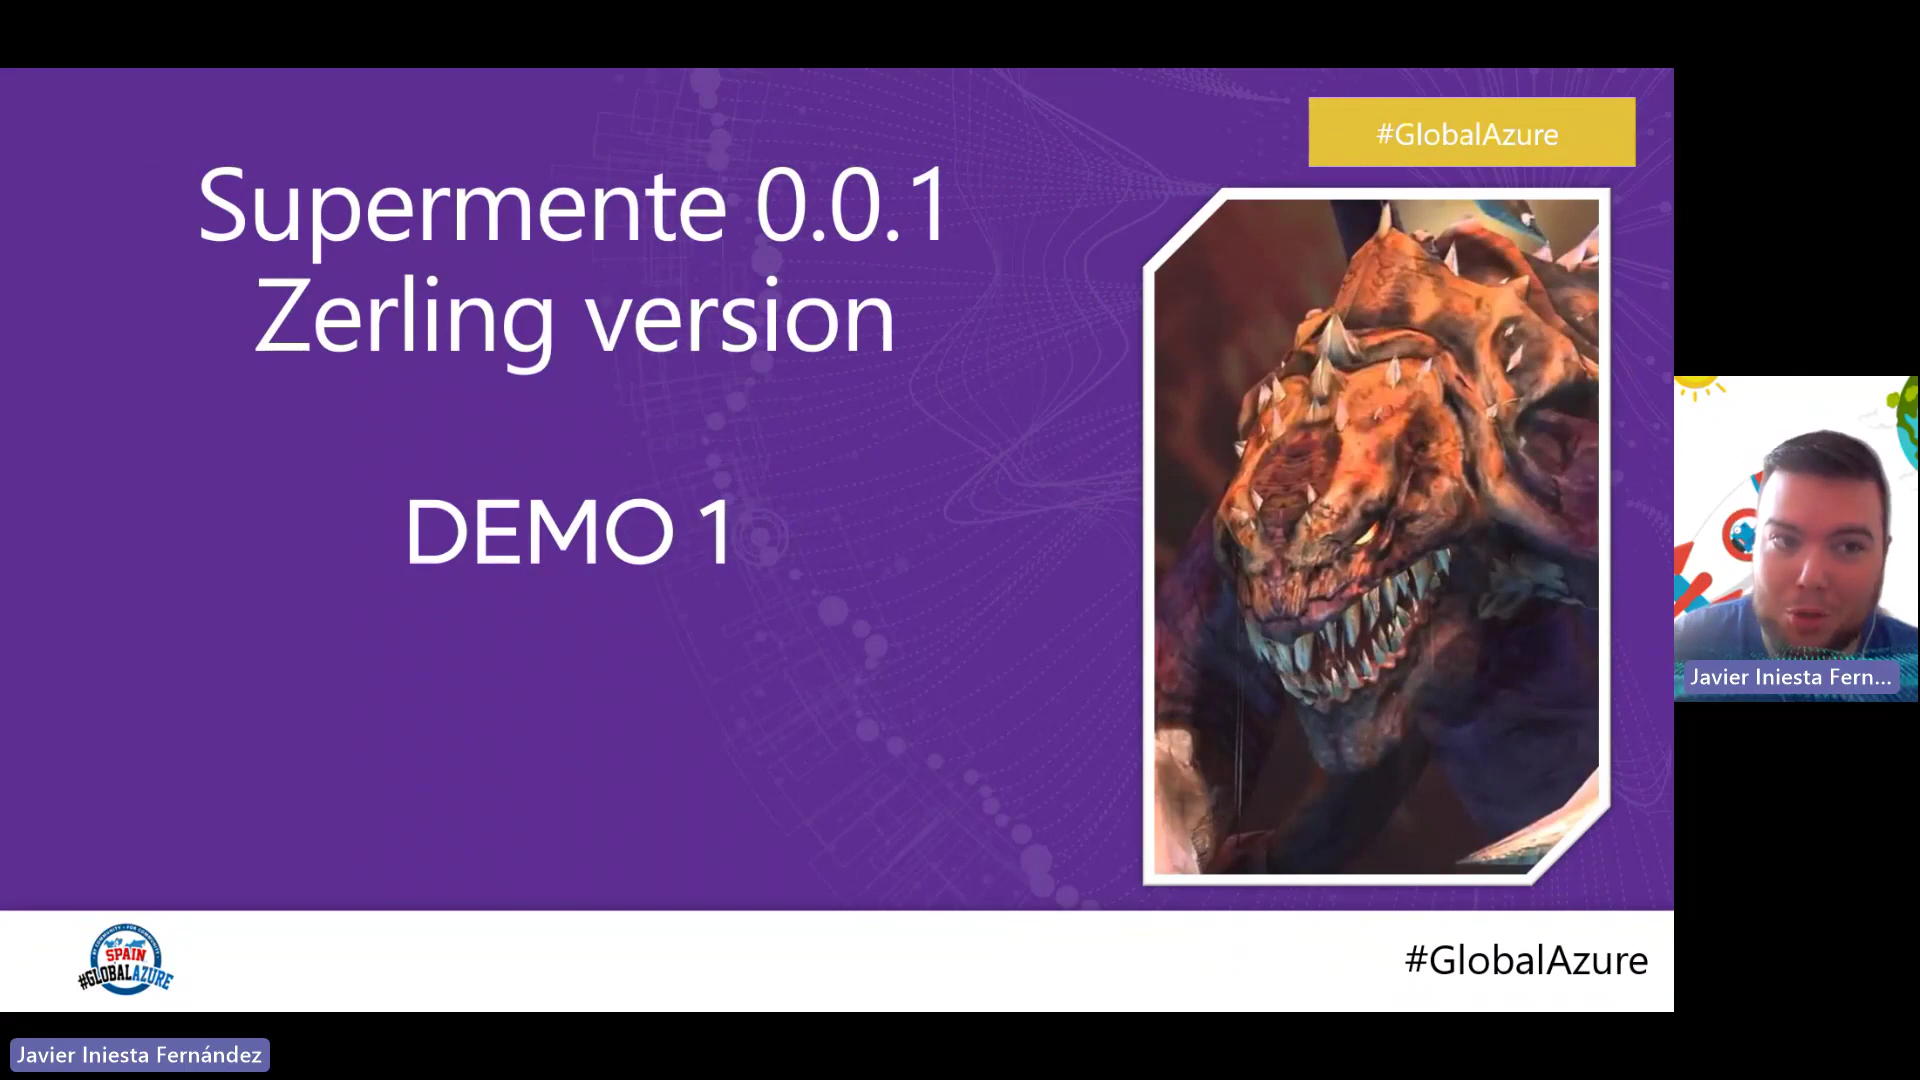 #GlobalAzure
Supermente 0.0.1
Zerling version
DEMO 1
Javier Iniesta Fern...
SPAIN
#GLOBALAZURE
#GlobalAzure
Javier Iniesta Fernández